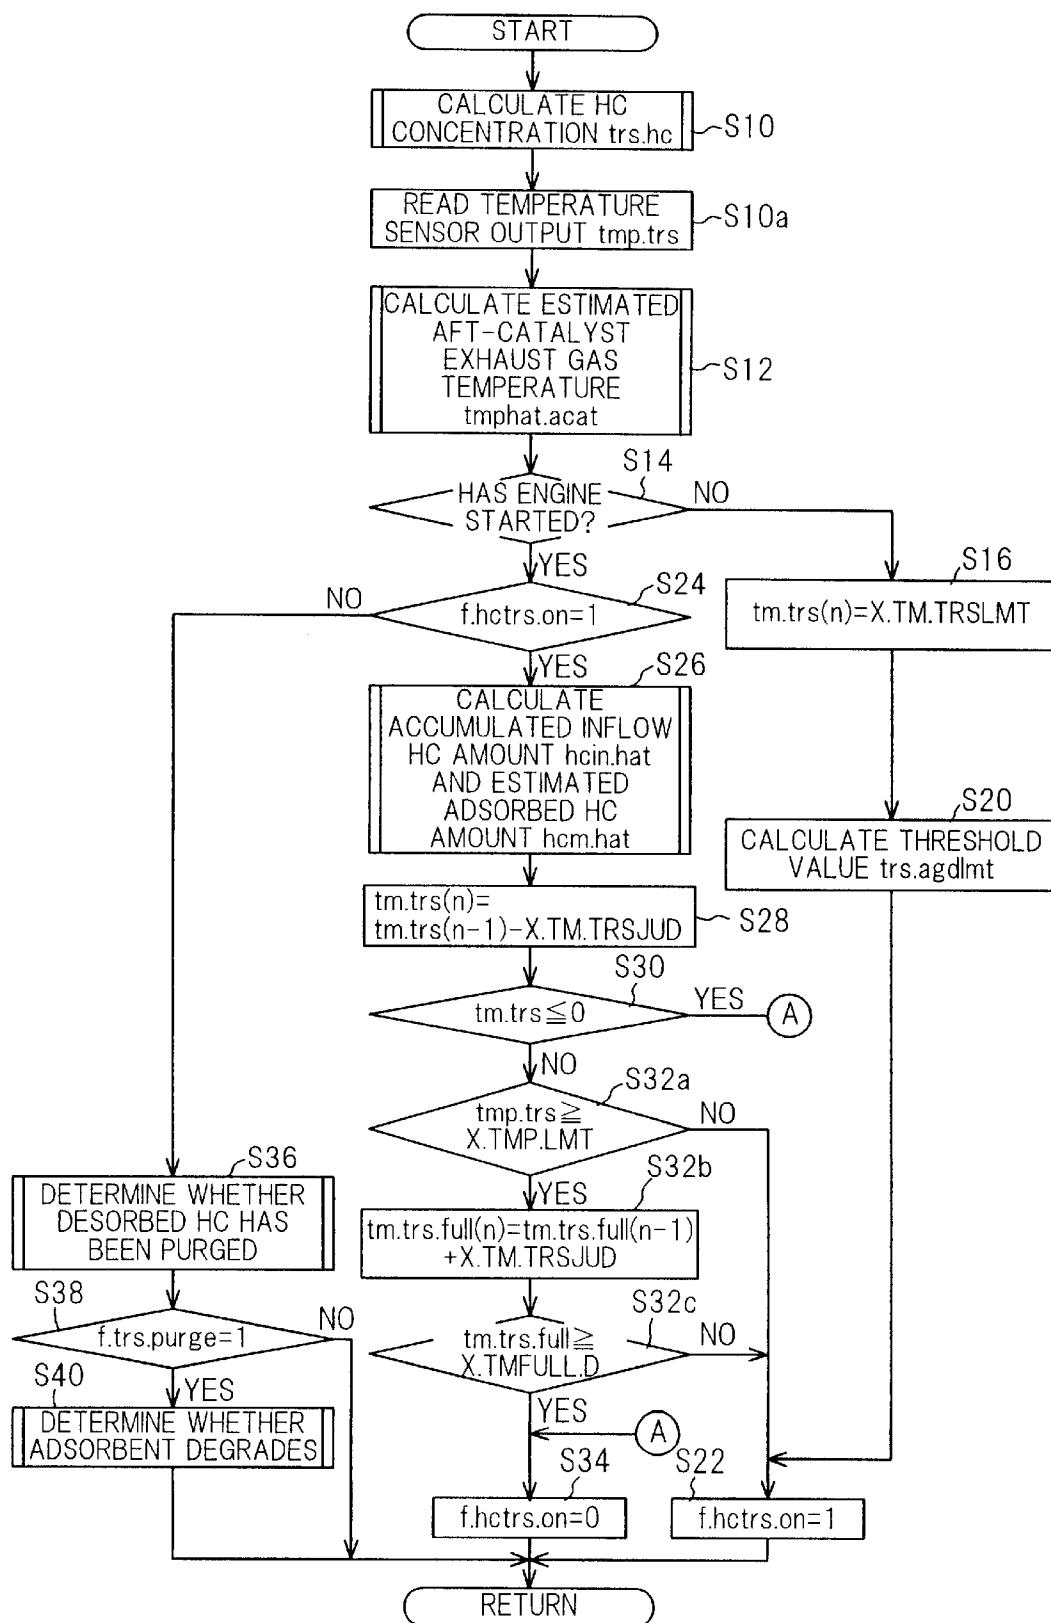 START
CALCULATE HC
CONCENTRATION trs.hc
S10
READ TEMPERATURE
SENSOR OUTPUT tmp.trs
S10a
CALCULATE ESTIMATED
AFT-CATALYST
EXHAUST GAS
TEMPERATURE
tmphat.acat
S12
S14
HAS ENGINE
STARTED?
NO
YES
S16
tm.trs(n)=X.TM.TRSLMT
S24
NO
f.hctrs.on=1
YES
S26
CALCULATE
ACCUMULATED INFLOW
HC AMOUNT hcin.hat
AND ESTIMATED
ADSORBED HC
AMOUNT hcm.hat
S20
CALCULATE THRESHOLD
VALUE trs.agdlmt
tm.trs(n)=
tm.trs(n-1)-X.TM.TRSJUD
S28
S30
tm.trs≦0
YES
A
NO
S32a
tmp.trs≧
X.TMP.LMT
NO
YES
S32b
tm.trs.full(n)=tm.trs.full(n-1)
+X.TM.TRSJUD
S36
DETERMINE WHETHER
DESORBED HC HAS
BEEN PURGED
S32c
tm.trs.full≧
X.TMFULL.D
NO
YES
A
S38
f.trs.purge=1
NO
YES
S40
DETERMINE WHETHER
ADSORBENT DEGRADES
S34
f.hctrs.on=0
S22
f.hctrs.on=1
RETURN